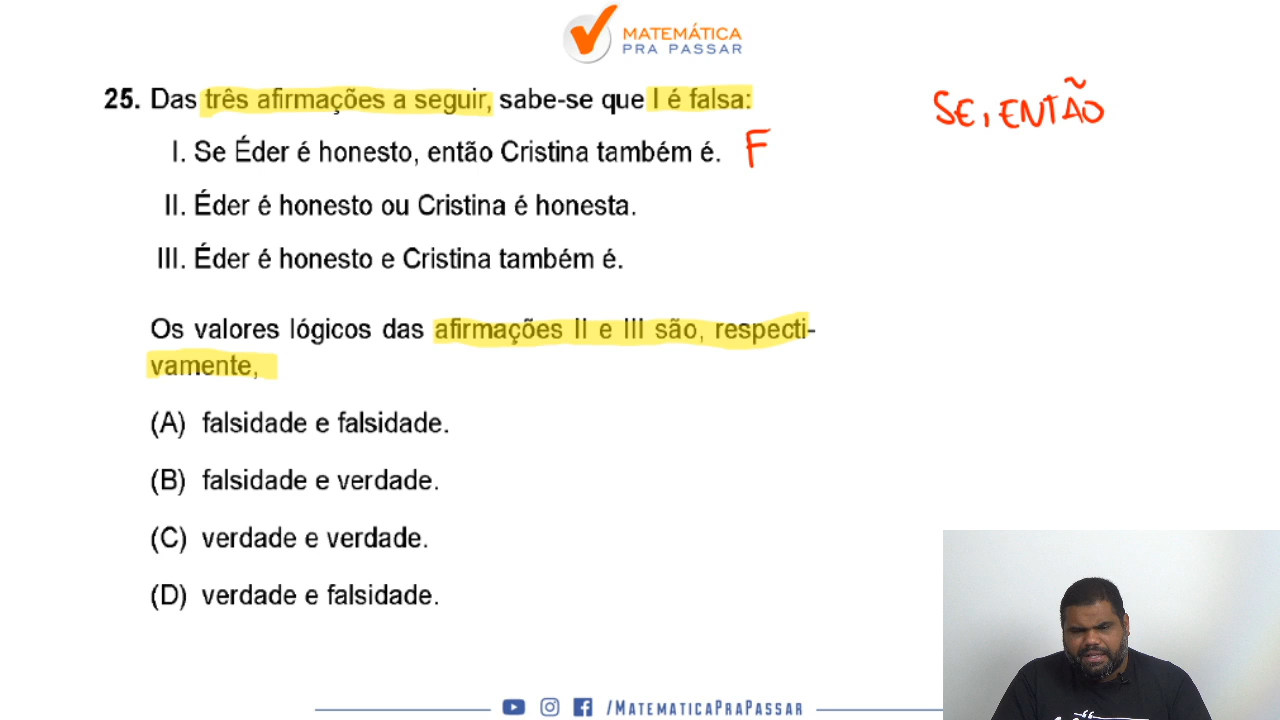 MATEMÁTICA
PRA PASSAR
25. Das três afirmações a seguir, sabe-se que I é falsa:
SE, ENTÃO
I. Se Éder é honesto, então Cristina também é. F
II. Éder é honesto ou Cristina é honesta.
III. Éder é honesto e Cristina também é.
Os valores lógicos das afirmações II e III são, respecti-
vamente,
(A) falsidade e falsidade.
(B) falsidade e verdade.
(C) verdade e verdade.
(D) verdade e falsidade.
/MATEMATICAPRAPASSAR